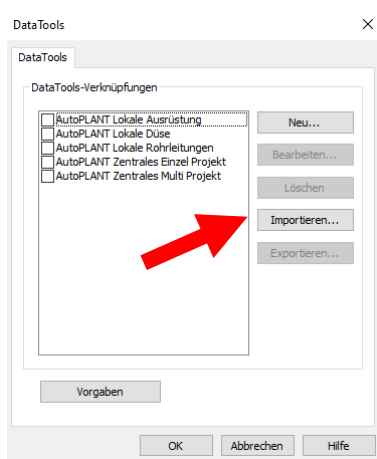 DataTools
DataTools
DataTools-Verknüpfungen
AutoPLANT Lokale Ausrüstung
AutoPLANT Lokale Düse
AutoPLANT Lokale Rohrleitungen
AutoPLANT Zentrales Einzel Projekt
AutoPLANT Zentrales Multi Projekt
Neu...
Bearbeiten...
Löschen
Importieren...
Exportieren...
Vorgaben
OK Abbrechen Hilfe